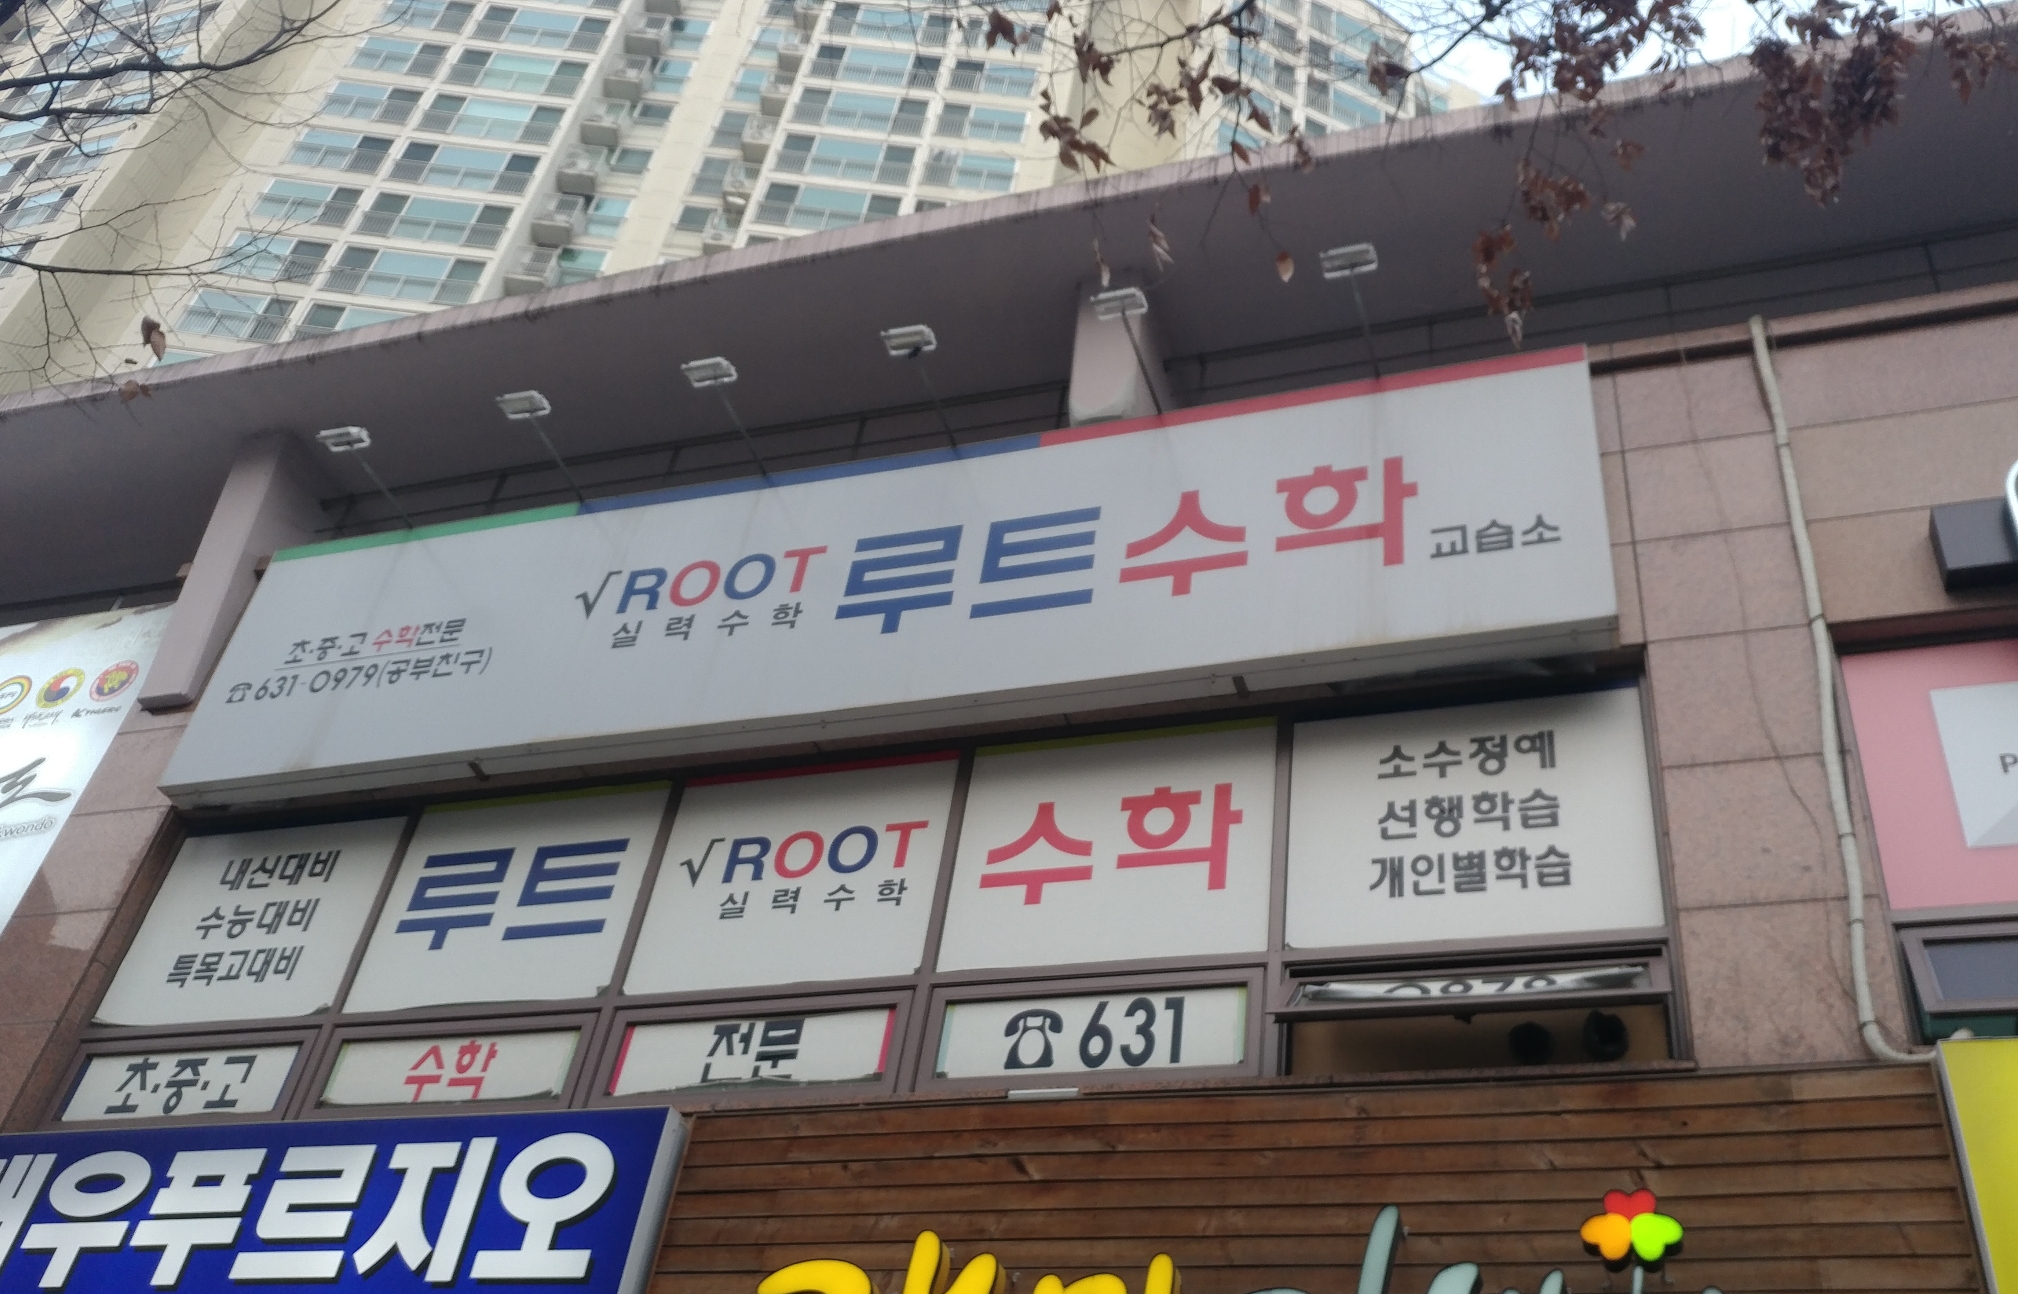 √ROOT 루트수학 교습소
실력수학
초·중·고 수학전문
☎631-0979(공부친구)
내신대비
수능대비
특목고대비
루트
√ROOT
실력수학
수학
소수정예
선행학습
개인별학습
초·중·고
수학
전문
☎631
우푸르지오